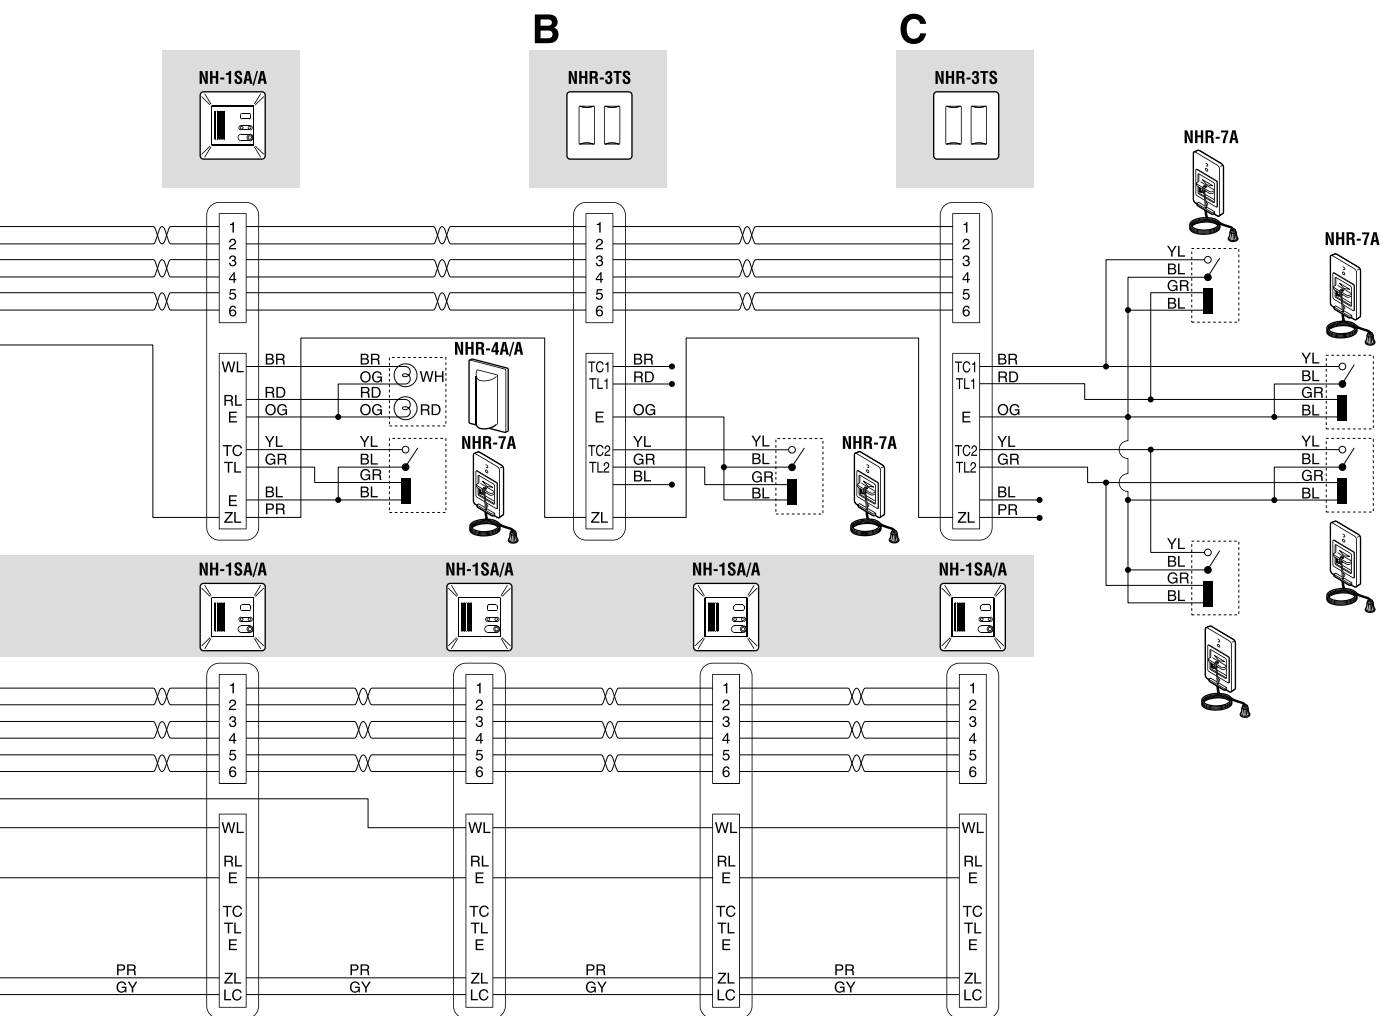 B
C
NH-1SA/A
NHR-3TS
NHR-3TS
NHR-7A
NHR-7A
1
2
3
4
5
6
1
2
3
4
5
6
1
2
3
4
5
6
YL
BL
GR
BL
WL
RL
E
TC
TL
E
ZL
BR
RD
OG
YL
GR
BL
PR
BR
OG
RD
OG
WH
RD
YL
BL
GR
BL
NHR-4A/A
NHR-7A
TC1
TL1
E
TC2
TL2
ZL
BR
RD
OG
YL
GR
BL
YL
BL
GR
BL
NHR-7A
TC1
TL1
E
TC2
TL2
ZL
BR
RD
OG
YL
GR
BL
PR
YL
BL
GR
BL
YL
BL
GR
BL
YL
BL
GR
BL
NH-1SA/A
NH-1SA/A
NH-1SA/A
NH-1SA/A
1
2
3
4
5
6
1
2
3
4
5
6
1
2
3
4
5
6
1
2
3
4
5
6
WL
RL
E
TC
TL
E
ZL
LC
WL
RL
E
TC
TL
E
ZL
LC
WL
RL
E
TC
TL
E
ZL
LC
WL
RL
E
TC
TL
E
ZL
LC
PR
GY
PR
GY
PR
GY
PR
GY